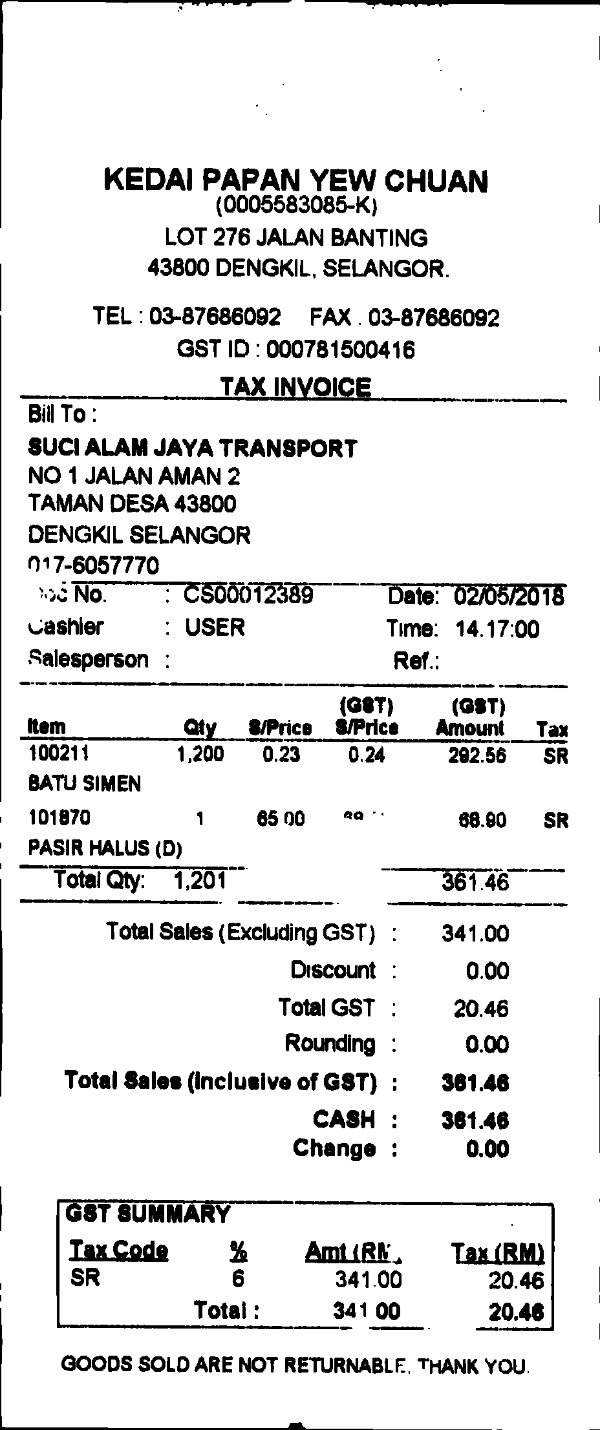 KEDAI PAPAN YEW CHUAN
(0005583085-K)
LOT 276 JALAN BANTING
43800 DENGKIL, SELANGOR.
TEL : 03-87686092 FAX . 03-87686092
GST ID : 000781500416
TAX INVOICE
Bill To :
SUCI ALAM JAYA TRANSPORT
NO 1 JALAN AMAN 2
TAMAN DESA 43800
DENGKIL SELANGOR
017-6057770
No. : CS00012389 Date: 02/05/2018
Cashier : USER Time: 14.17:00
Salesperson : Ref.:
(GST) (GST)
Item Qty S/Price S/Price Amount Tax
100211 1,200 0.23 0.24 292.56 SR
BATU SIMEN
101870 1 65 00 68.90 SR
PASIR HALUS (D)
Total Qty: 1,201 361.46
Total Sales (Excluding GST) : 341.00
Discount : 0.00
Total GST : 20.46
Rounding : 0.00
Total Sales (Inclusive of GST) : 361.46
CASH : 361.46
Change : 0.00
GST SUMMARY
Tax Code % Amt Tax (RM)
SR 6 341.00 20.46
Total : 341 00 20.46
GOODS SOLD ARE NOT RETURNABLE, THANK YOU.